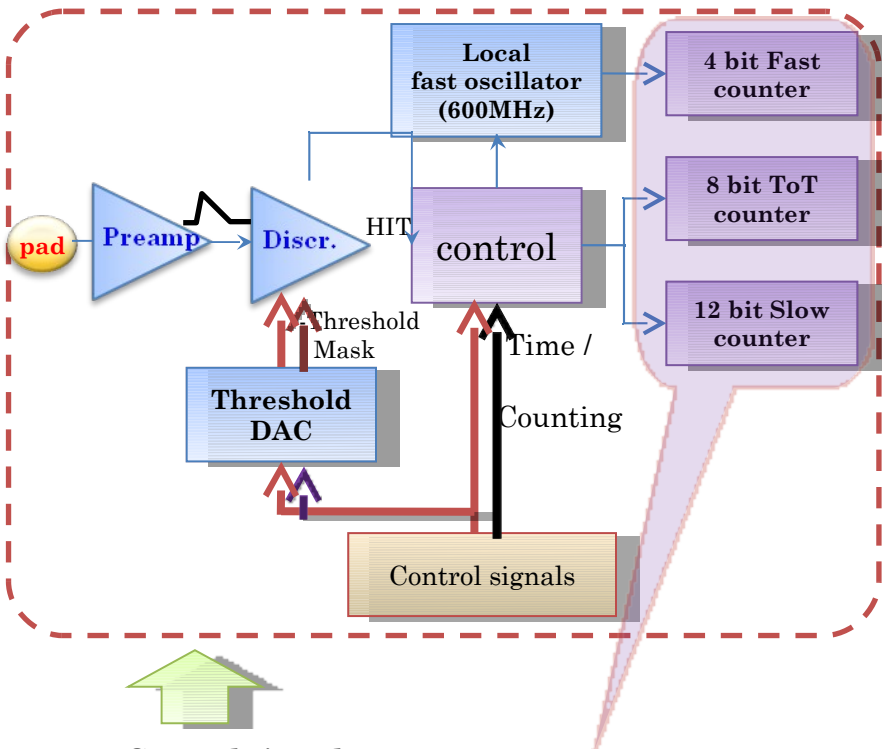 Local
fast oscillator
(600MHz)
4 bit Fast
counter
8 bit ToT
counter
12 bit Slow
counter
pad
Preamp
Discr.
HIT
control
Threshold
Mask
Time /
Counting
Threshold
DAC
Control signals